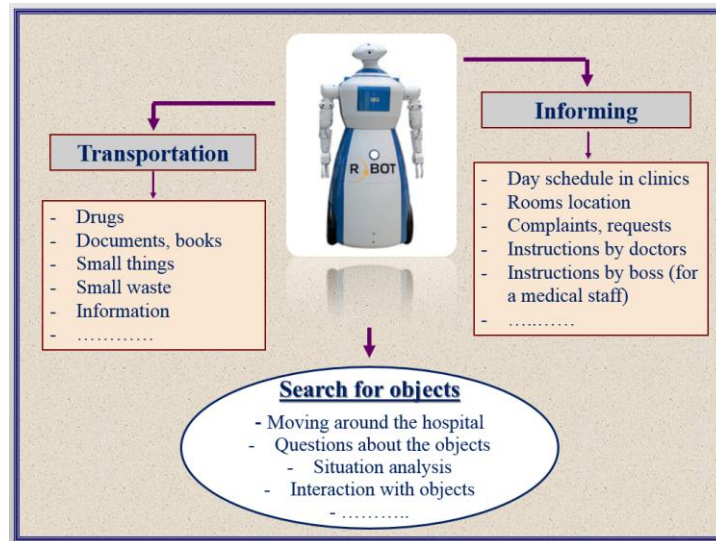 R BOT
Transportation
- Drugs
- Documents, books
- Small things
- Small waste
- Information
- …………
Informing
- Day schedule in clinics
- Rooms location
- Complaints, requests
- Instructions by doctors
- Instructions by boss (for
a medical staff)
- …..……
Search for objects
- Moving around the hospital
- Questions about the objects
- Situation analysis
- Interaction with objects
- ………..